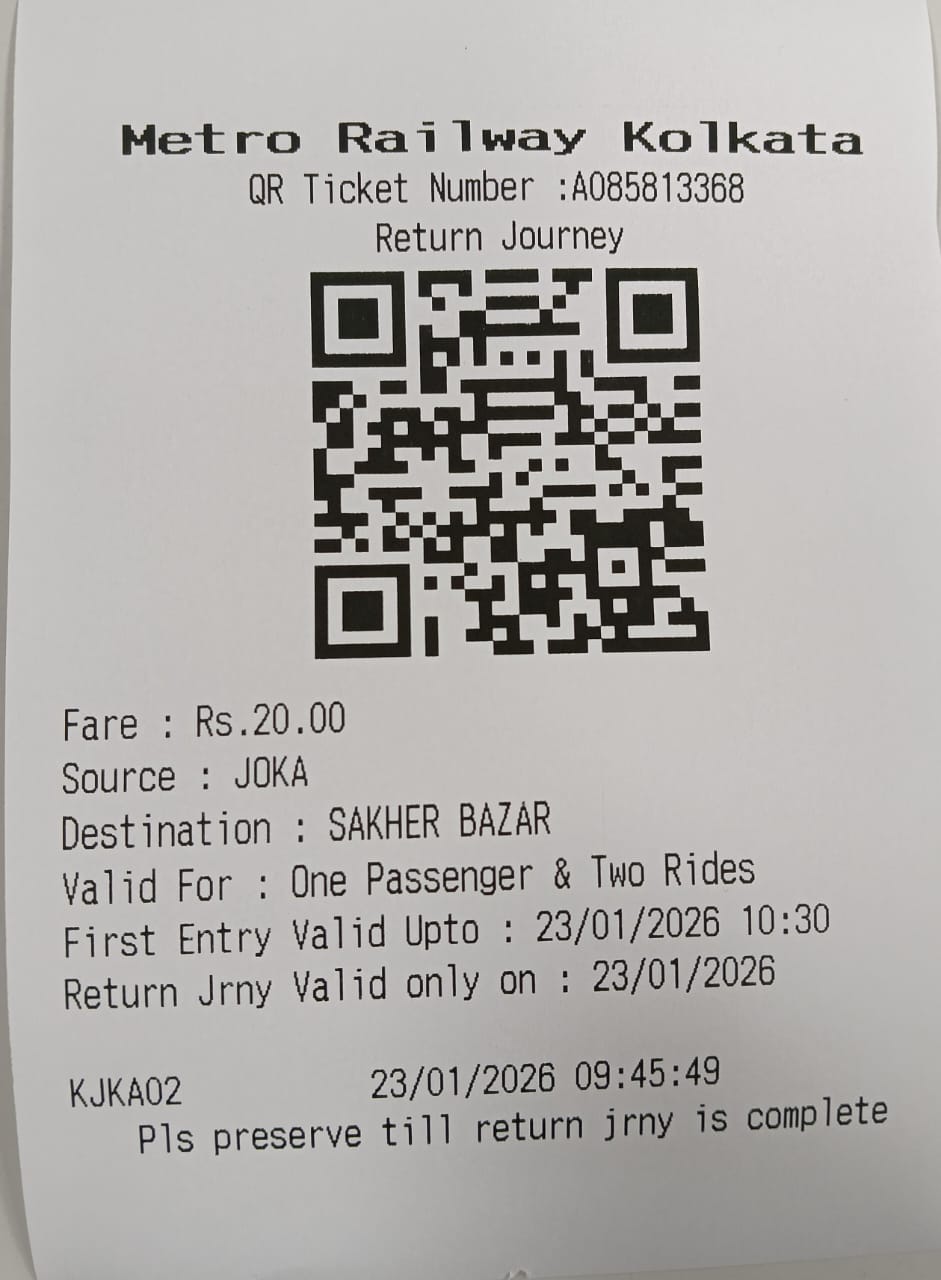 Metro Railway Kolkata
QR Ticket Number :A085813368
Return Journey
Fare : Rs.20.00
Source : JOKA
Destination : SAKHER BAZAR
Valid For : One Passenger & Two Rides
First Entry Valid Upto : 23/01/2026 10:30
Return Jrny Valid only on : 23/01/2026
KJKA02 23/01/2026 09:45:49
Pls preserve till return jrny is complete